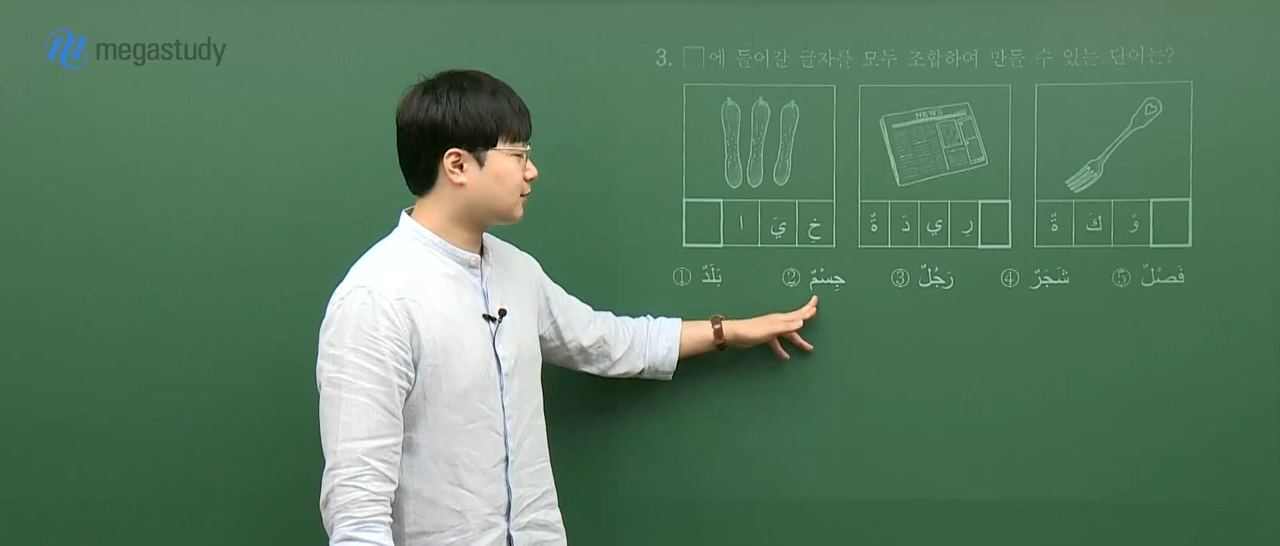 megastudy
3. □에 들어갈 글자를 모두 조합하여 만들 수 있는 단어는?
NEWS
خِ يَ ا
رِ ي دَ ةٌ
وْ كَ ةٌ
① بَلَدٌ ② جِسْمٌ ③ رَجُلٌ ④ شَجَرٌ ⑤ فَصْلٌ